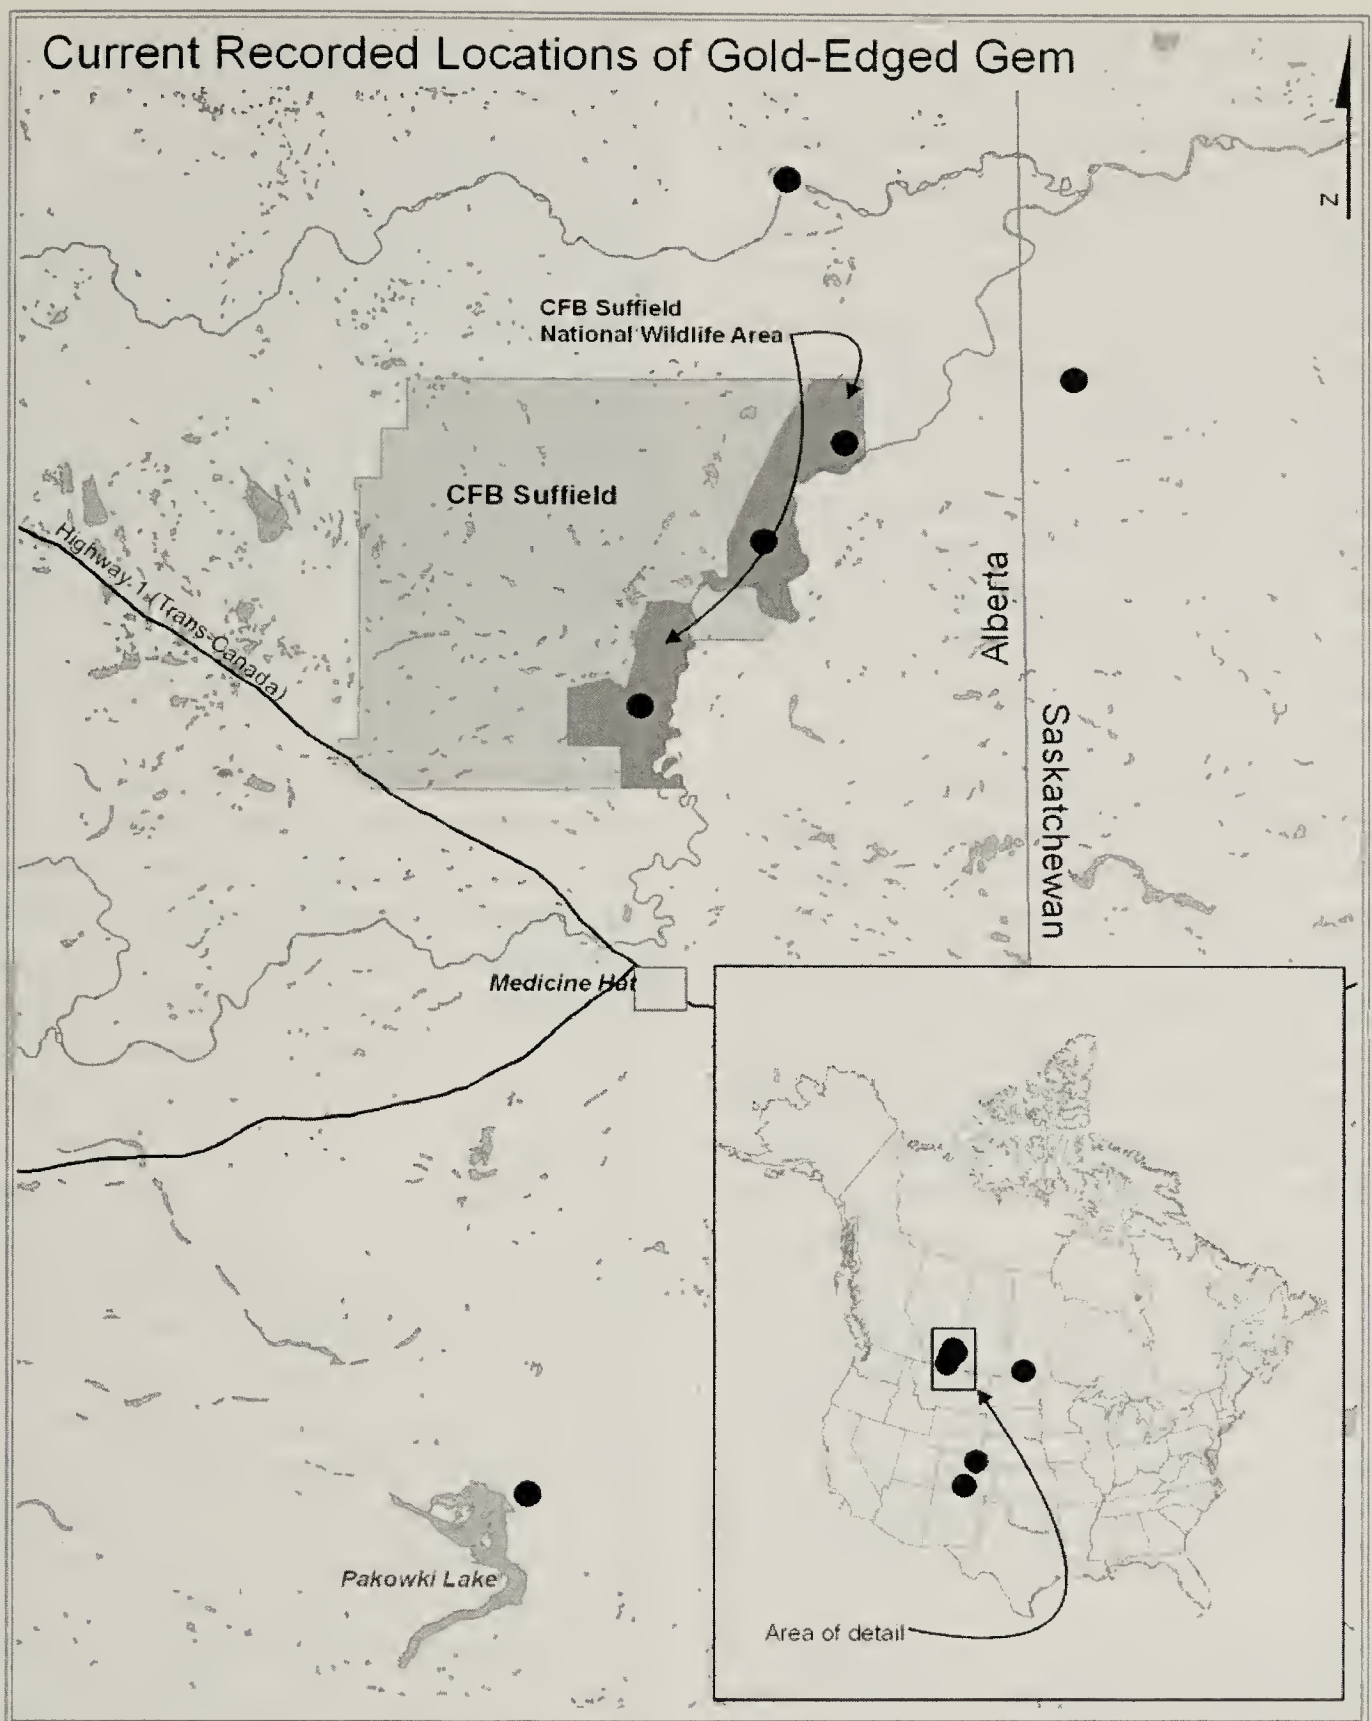 Current Recorded Locations of Gold-Edged Gem
N
CFB Suffield
National Wildlife Area
CFB Suffield
Highway 1 (Trans-Canada)
Alberta
Saskatchewan
Medicine Hat
Pakowki Lake
Area of detail